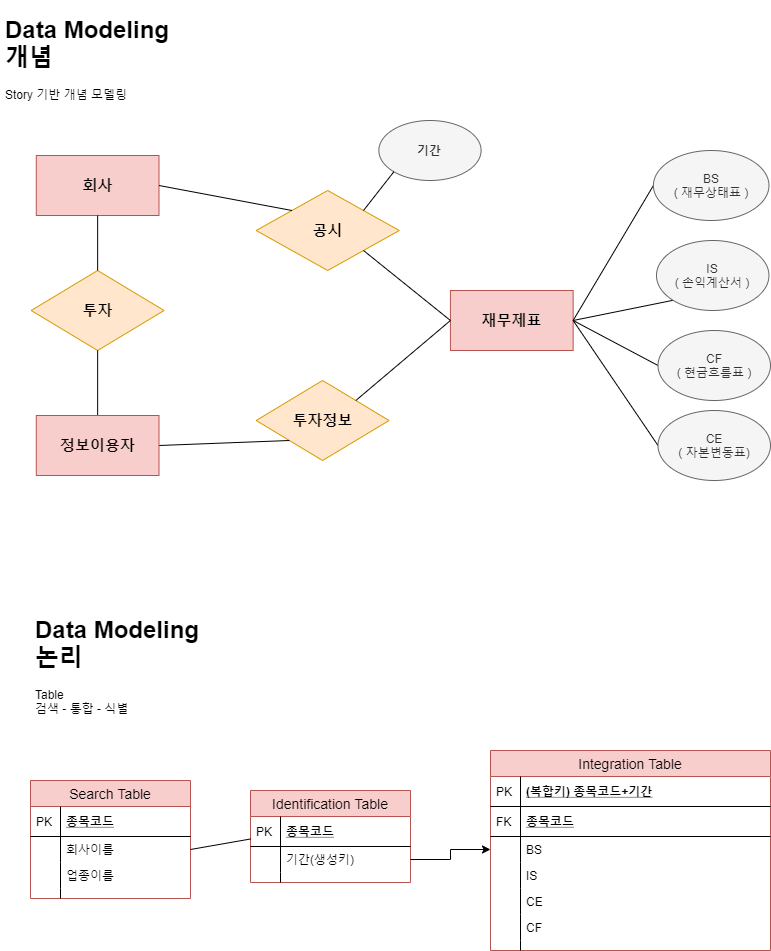 Data Modeling
개념
Story 기반 개념 모델링
기간
회사
공시
BS
( 재무상태표 )
IS
( 손익계산서 )
투자
재무제표
CF
( 현금흐름표 )
정보이용자
투자정보
CE
( 자본변동표)
Data Modeling
논리
Table
검색 - 통합 - 식별
Search Table
PK 종목코드
회사이름
업종이름
Identification Table
PK 종목코드
기간(생성키)
Integration Table
PK (복합키) 종목코드+기간
FK 종목코드
BS
IS
CE
CF